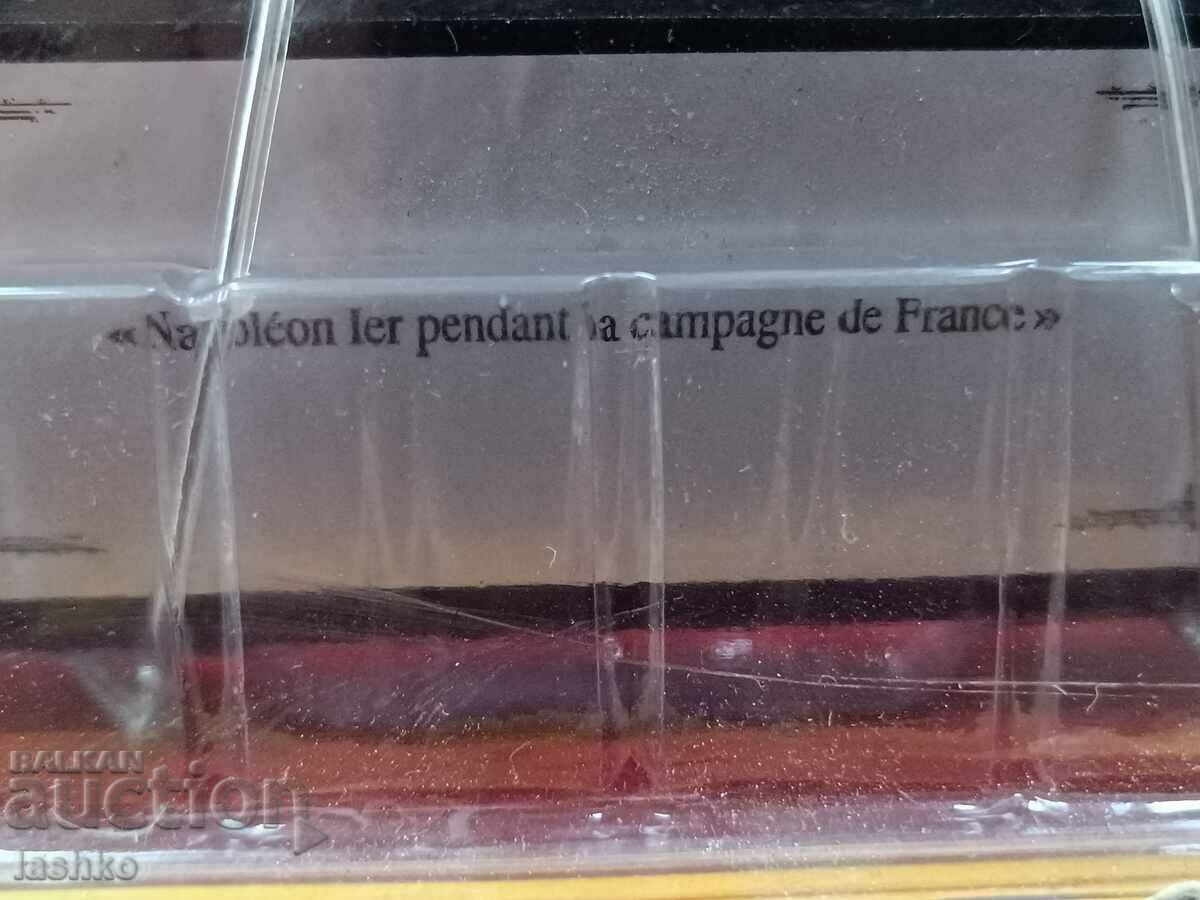 « Napoléon Ier pendant la campagne de France »
BALKAN
auction
lashko